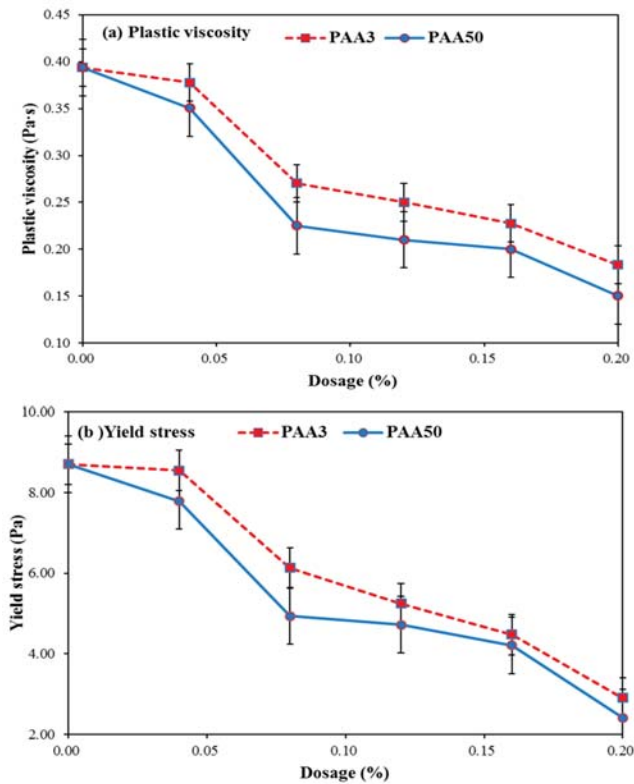 (a) Plastic viscosity
PAA3 PAA50
Plastic viscosity (Pa·s)
0.45
0.40
0.35
0.30
0.25
0.20
0.15
0.10
0.00 0.05 0.10 0.15 0.20
Dosage (%)
(b )Yield stress
PAA3 PAA50
Yield stress (Pa)
10.00
8.00
6.00
4.00
2.00
0.00 0.05 0.10 0.15 0.20
Dosage (%)